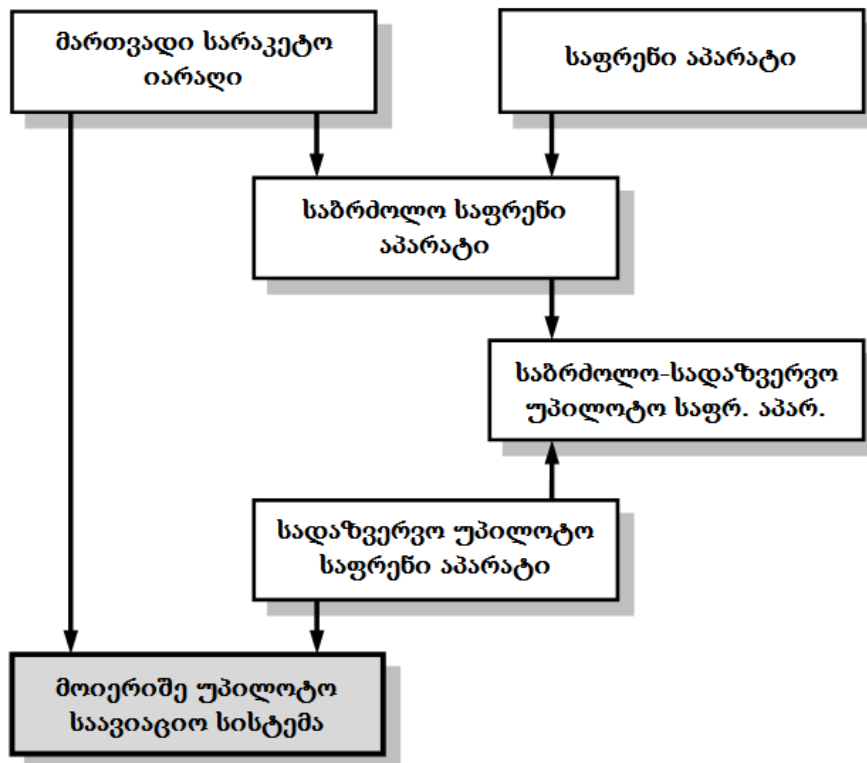 მართვადი სარაკეტო
იარაღი
საფრენი აპარატი
საბრძოლო საფრენი
აპარატი
საბრძოლო-სადაზვერვო
უპილოტო საფრ. აპარ.
სადაზვერვო უპილოტო
საფრენი აპარატი
მოიერიშე უპილოტო
საავიაციო სისტემა